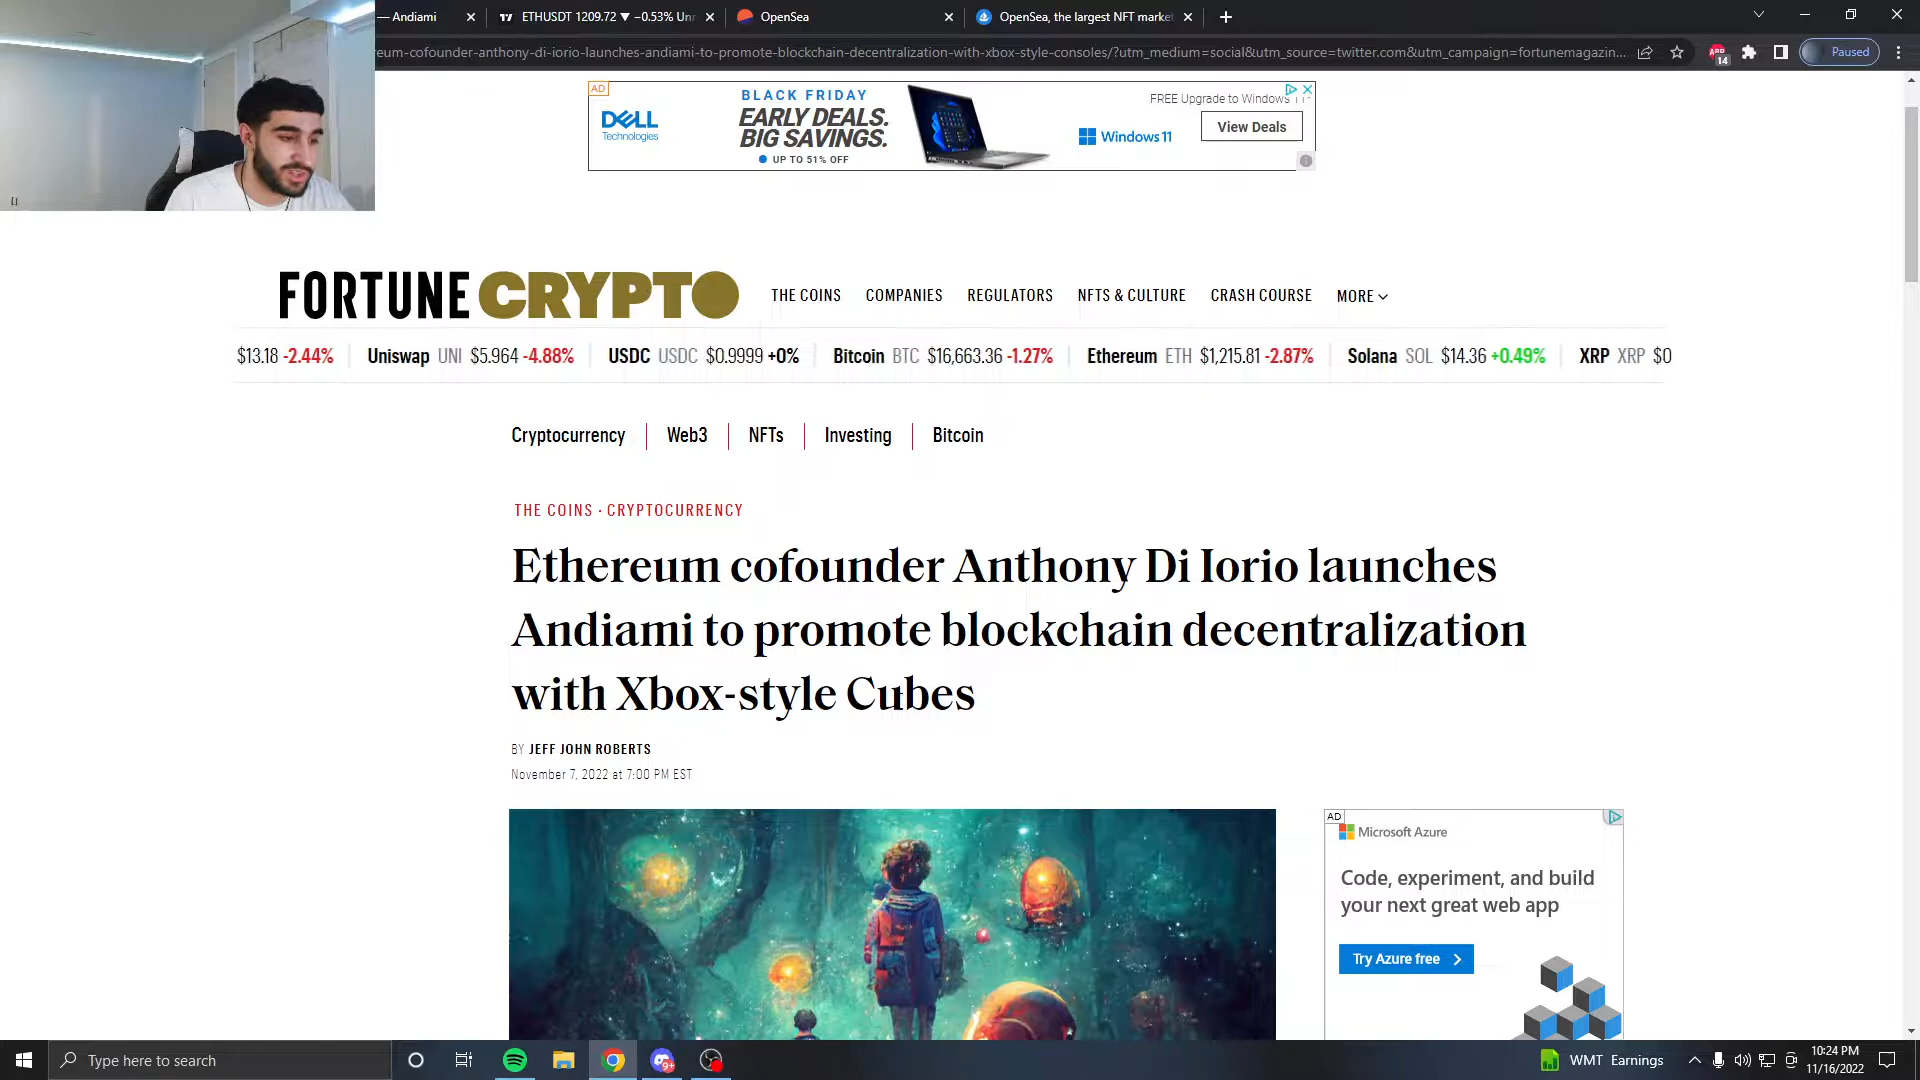 — Andiami
ETHUSDT 1209.72 ▼ −0.53% Unr
OpenSea
OpenSea, the largest NFT market
eum-cofounder-anthony-di-iorio-launches-andiami-to-promote-blockchain-decentralization-with-xbox-style-consoles/?utm_medium=social&utm_source=twitter.com&utm_campaign=fortunemagazin...
14
Paused
AD
DELL
Technologies
BLACK FRIDAY
EARLY DEALS.
BIG SAVINGS.
UP TO 51% OFF
FREE Upgrade to Windows 11
Windows 11
View Deals
FORTUNE CRYPTO
THE COINS
COMPANIES
REGULATORS
NFTS & CULTURE
CRASH COURSE
MORE
$13.18 -2.44%
Uniswap UNI $5.964 -4.88%
USDC USDC $0.9999 +0%
Bitcoin BTC $16,663.36 -1.27%
Ethereum ETH $1,215.81 -2.87%
Solana SOL $14.36 +0.49%
XRP XRP $0
Cryptocurrency
Web3
NFTs
Investing
Bitcoin
THE COINS · CRYPTOCURRENCY
Ethereum cofounder Anthony Di Iorio launches
Andiami to promote blockchain decentralization
with Xbox-style Cubes
BY JEFF JOHN ROBERTS
November 7, 2022 at 7:00 PM EST
AD
Microsoft Azure
Code, experiment, and build
your next great web app
Try Azure free
Type here to search
9+
WMT Earnings
10:24 PM
11/16/2022